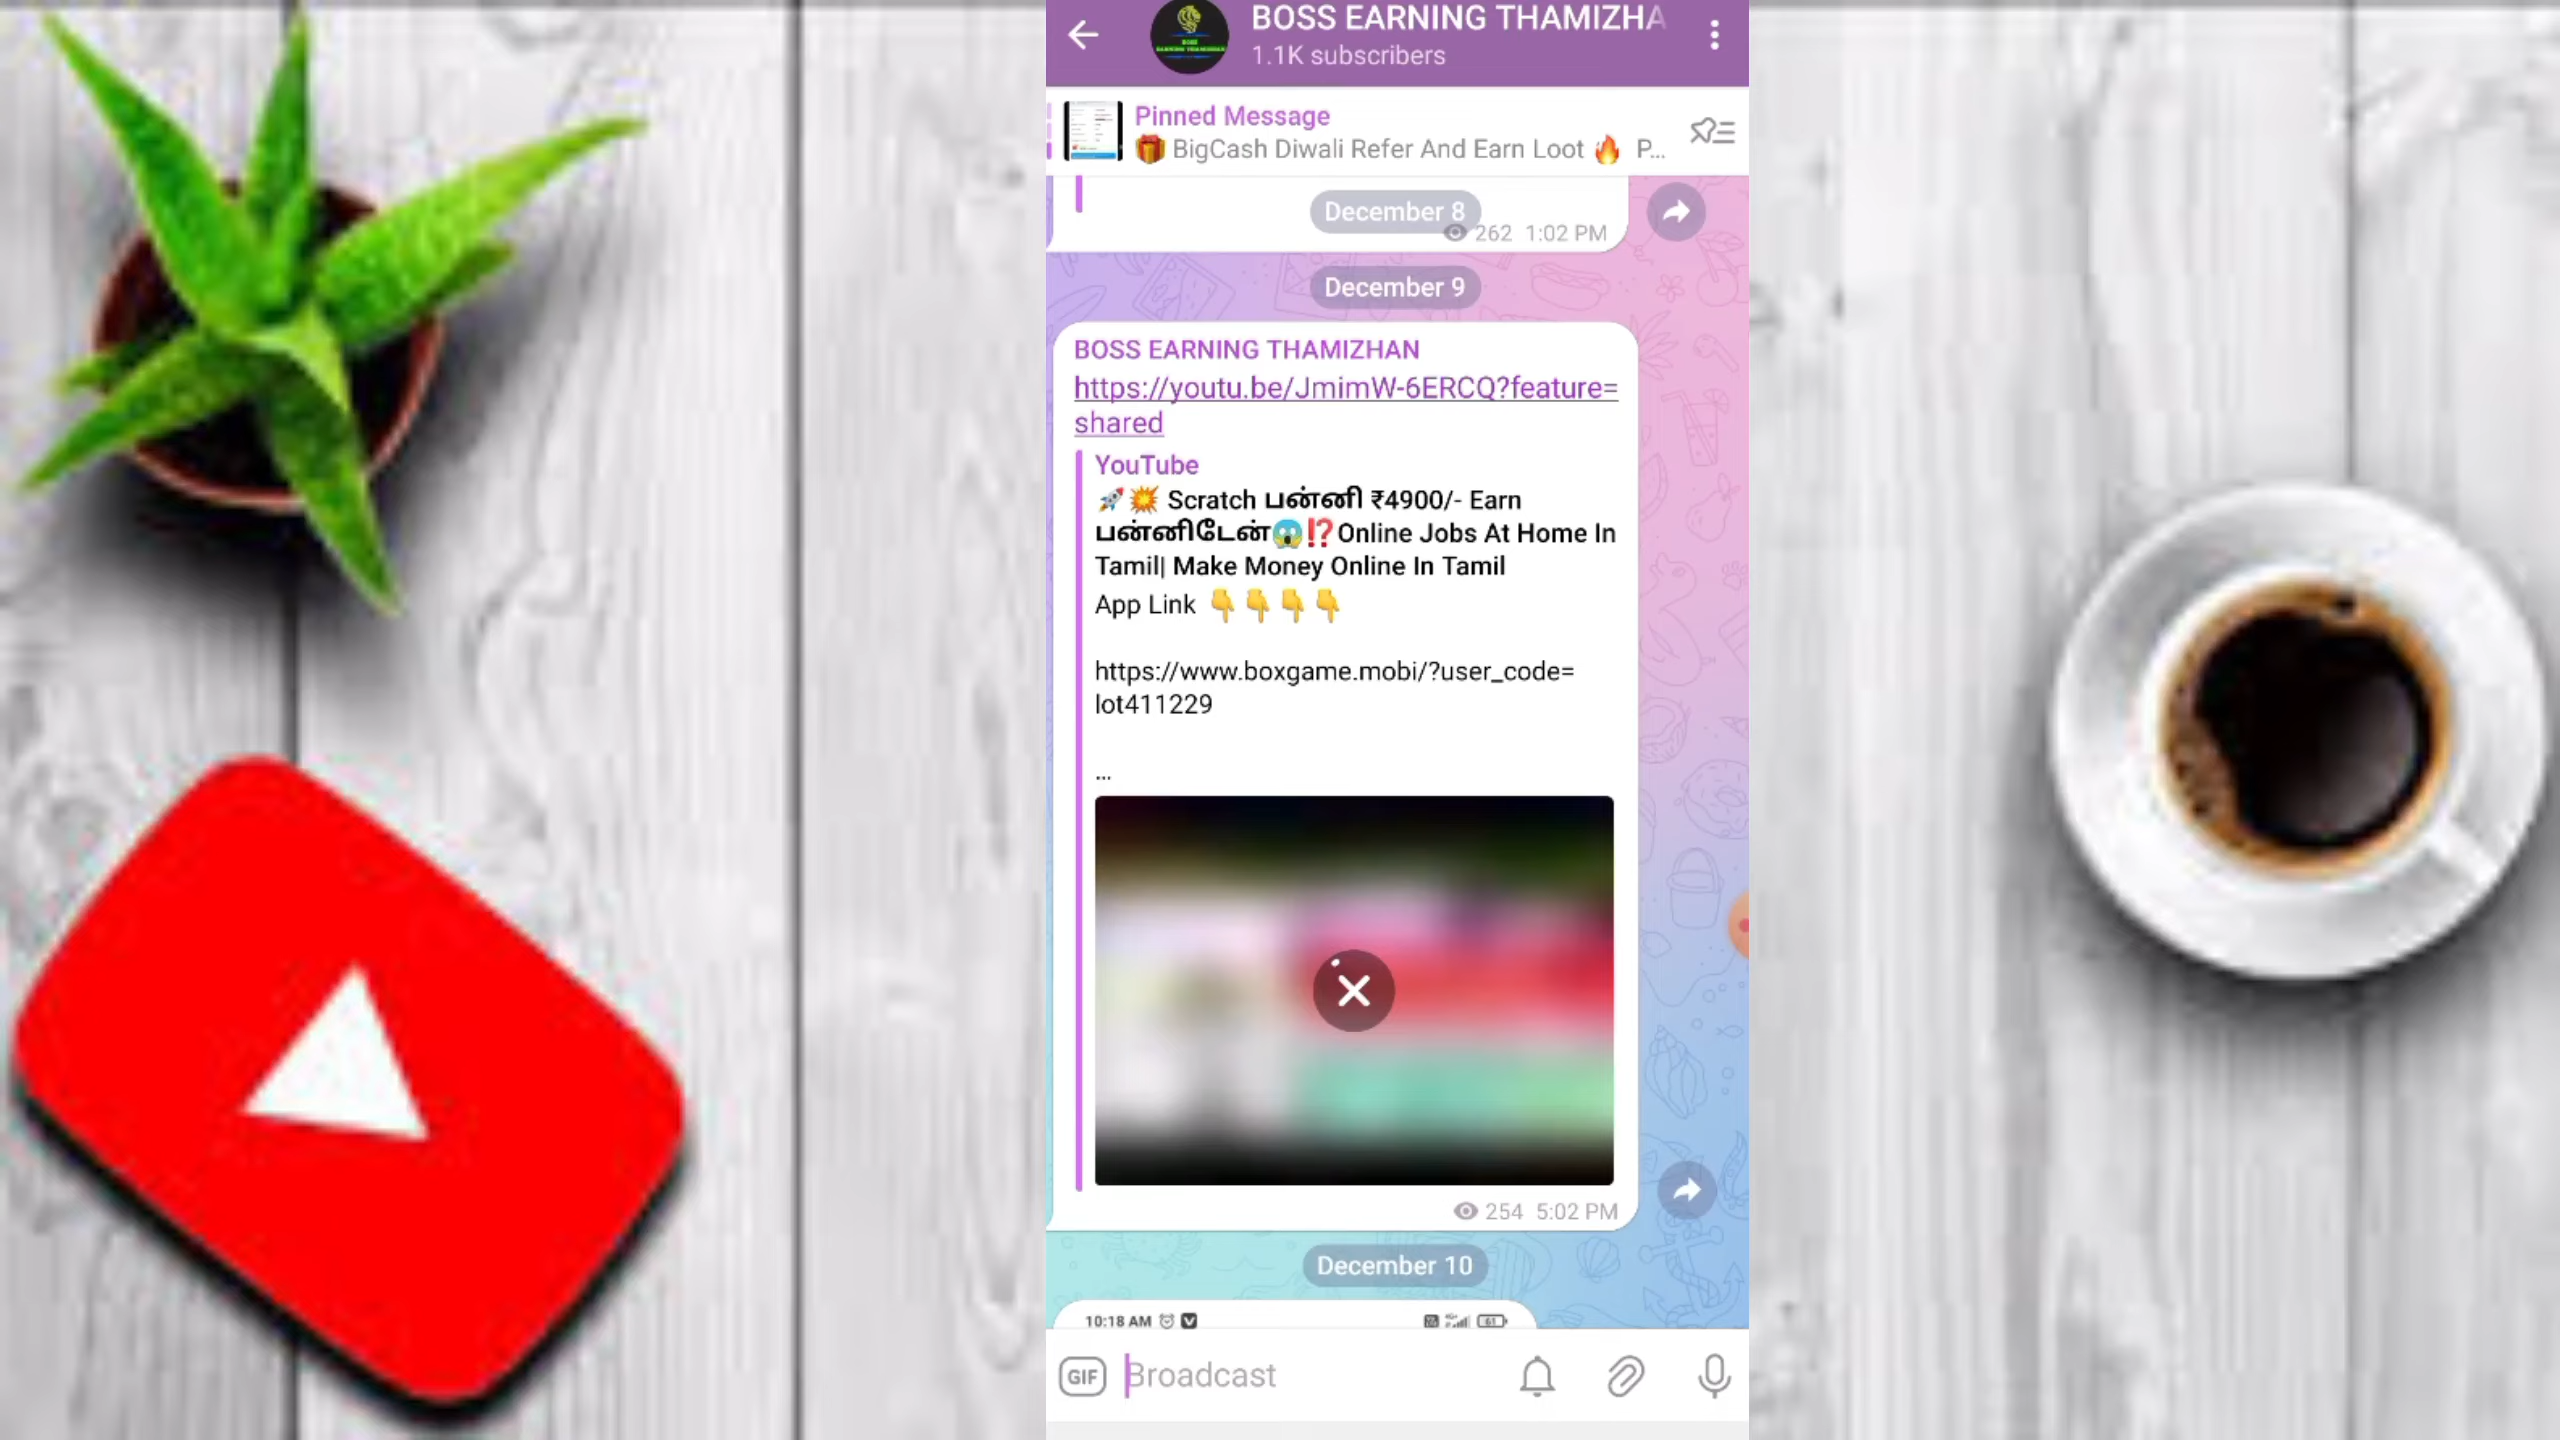 BOSS EARNING THAMIZHA
1.1K subscribers
Pinned Message
🎁 BigCash Diwali Refer And Earn Loot 🔥 P...
December 8
262 1:02 PM
December 9
BOSS EARNING THAMIZHAN
https://youtu.be/JmimW-6ERCQ?feature=
shared
YouTube
🚀💥 Scratch பன்னி ₹4900/- Earn
பன்னிடேன்😱⁉️Online Jobs At Home In
Tamil| Make Money Online In Tamil
App Link 👇👇👇👇
https://www.boxgame.mobi/?user_code=
lot411229
...
254 5:02 PM
December 10
10:18 AM
61
GIF Broadcast